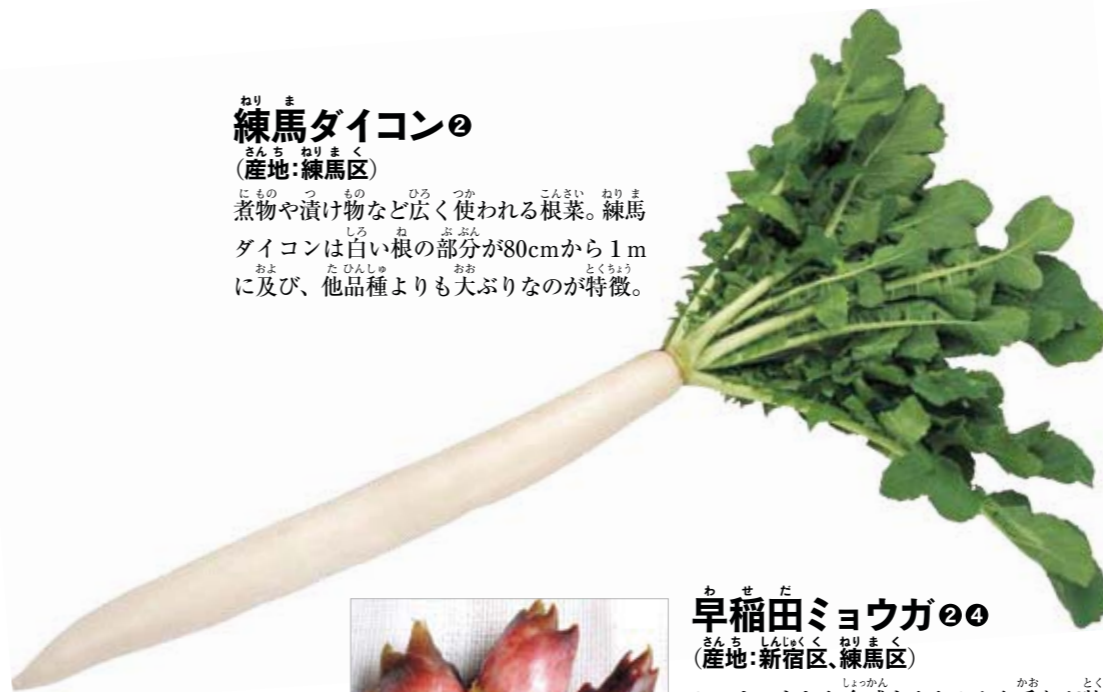 練馬ダイコン❷
（産地：練馬区）
煮物や漬け物など広く使われる根菜。練馬
ダイコンは白い根の部分が80cmから１ｍ
に及び、他品種よりも大ぶりなのが特徴。
早稲田ミョウガ❷❹
（産地：新宿区、練馬区）